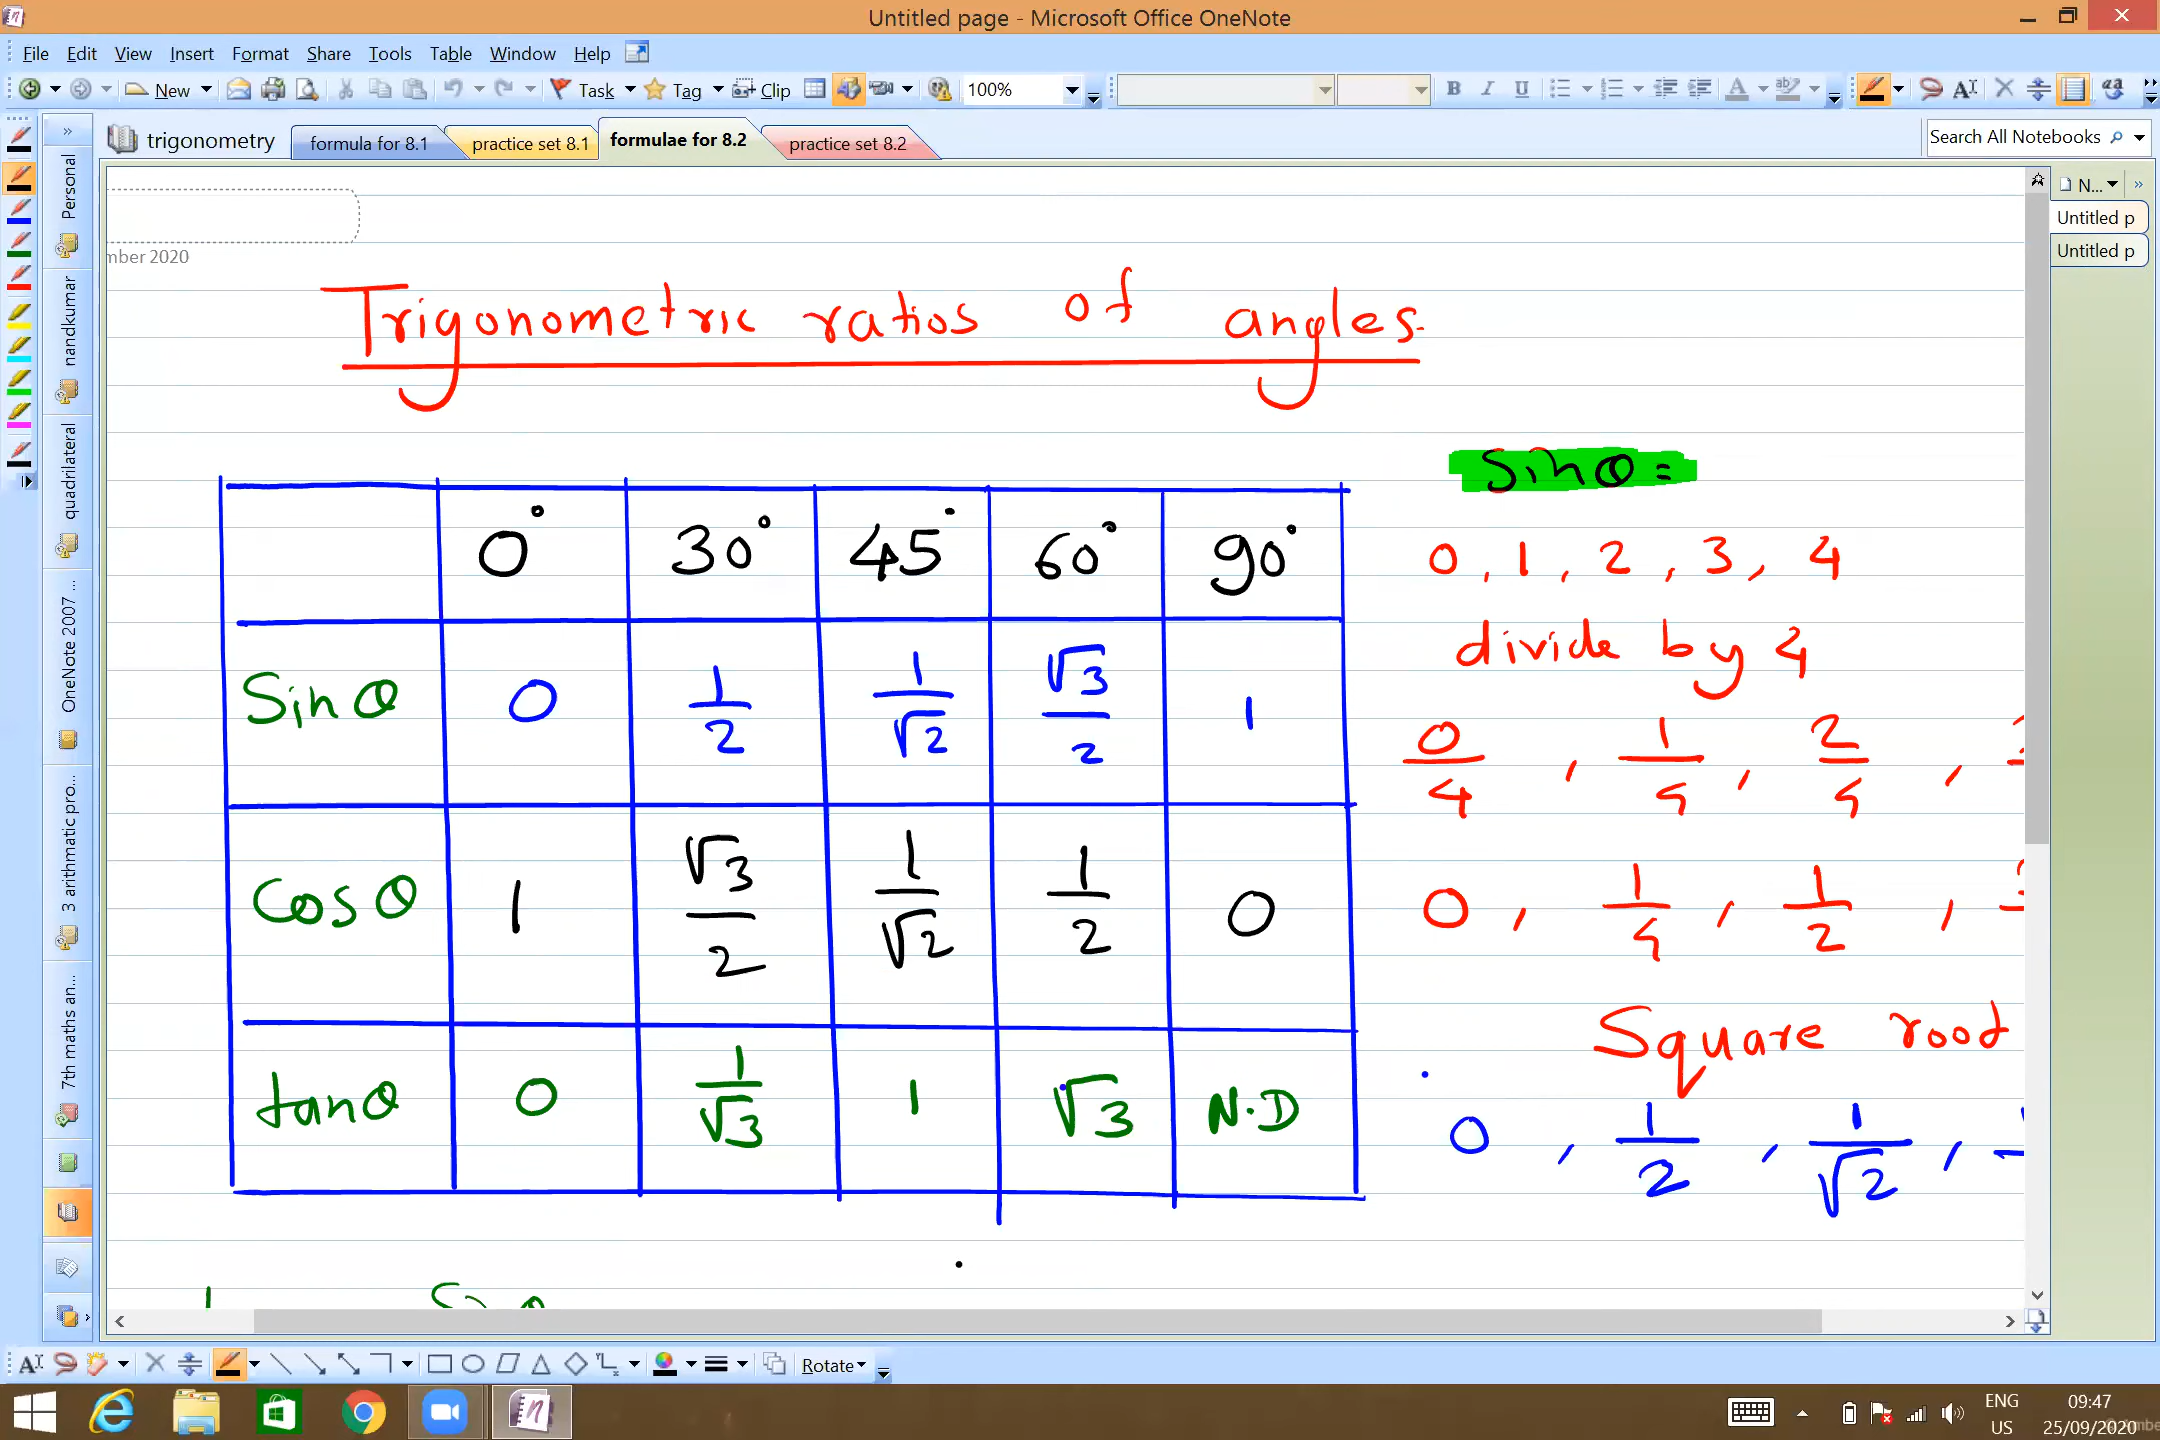 Untitled page - Microsoft Office OneNote
File Edit View Insert Format Share Tools Table Window Help
New Task Tag Clip 100% B I U
trigonometry formula for 8.1 practice set 8.1 formulae for 8.2 practice set 8.2 Search All Notebooks
N...
Untitled p
Untitled p
Personal
nandkumar
quadrilateral
OneNote 2007 ...
3 arithmatic pro...
7th maths an...
mber 2020
Trigonometric ratios of angles.
0° 30° 45° 60° 90°
Sin θ 0 1/2 1/√2 √3/2 1
Cos θ 1 √3/2 1/√2 1/2 0
tan θ 0 1/√3 1 √3 N.D
Sin θ =
0, 1, 2, 3, 4
divide by 4
0/4, 1/4, 2/4,
0, 1/4, 1/2,
Square root
0, 1/2, 1/√2,
Rotate
ENG
US
09:47
25/09/2020